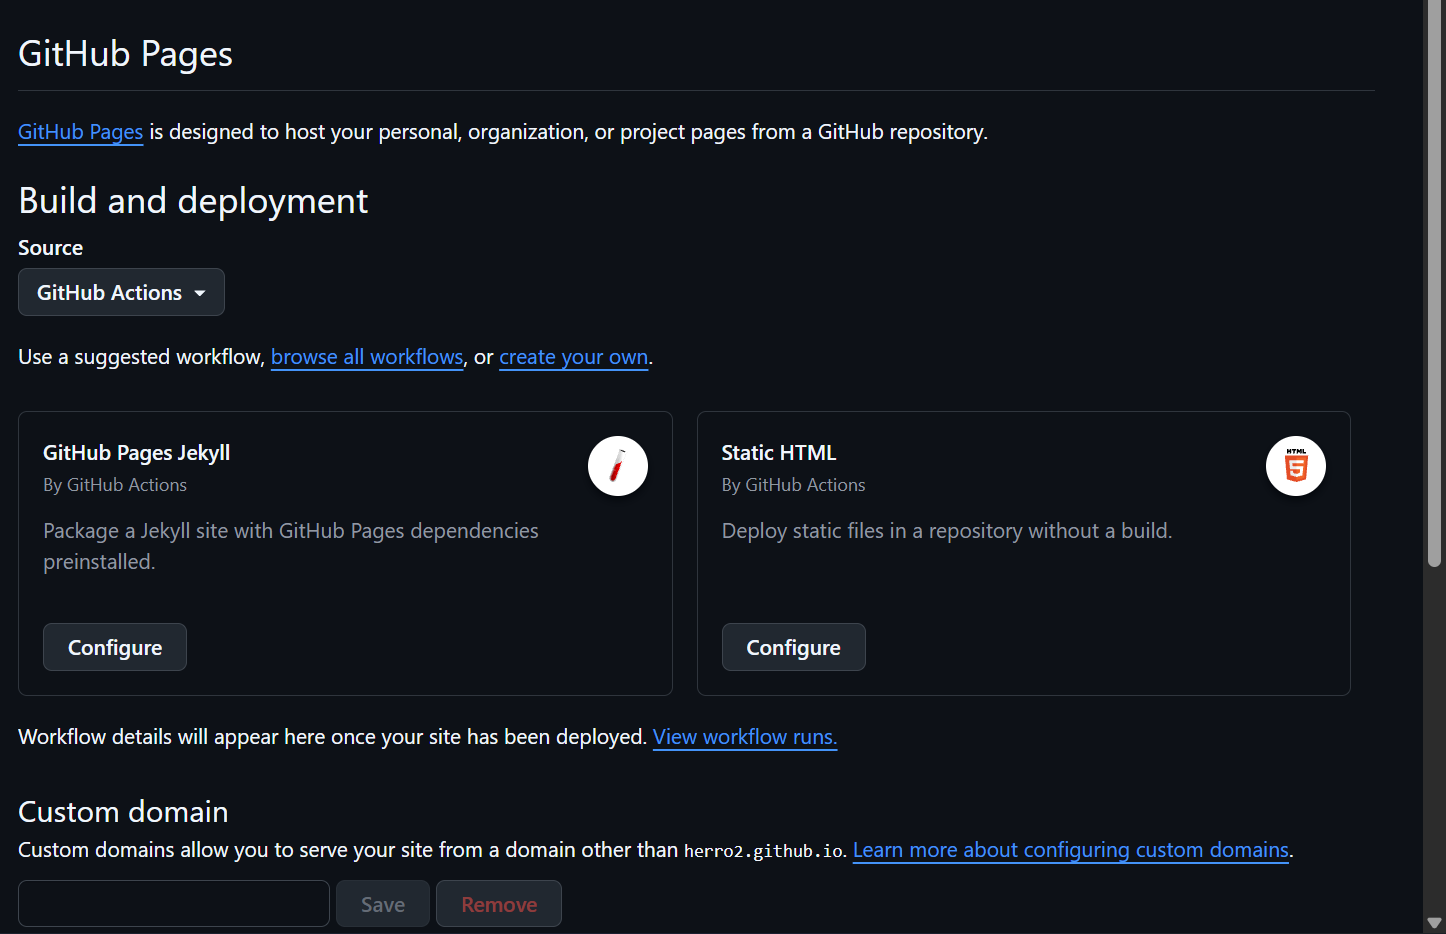 GitHub Pages
GitHub Pages is designed to host your personal, organization, or project pages from a GitHub repository.
Build and deployment
Source
GitHub Actions
Use a suggested workflow, browse all workflows, or create your own.
GitHub Pages Jekyll
By GitHub Actions
Package a Jekyll site with GitHub Pages dependencies
preinstalled.
Configure
Static HTML
HTML
5
By GitHub Actions
Deploy static files in a repository without a build.
Configure
Workflow details will appear here once your site has been deployed. View workflow runs.
Custom domain
Custom domains allow you to serve your site from a domain other than herro2.github.io. Learn more about configuring custom domains.
Save
Remove